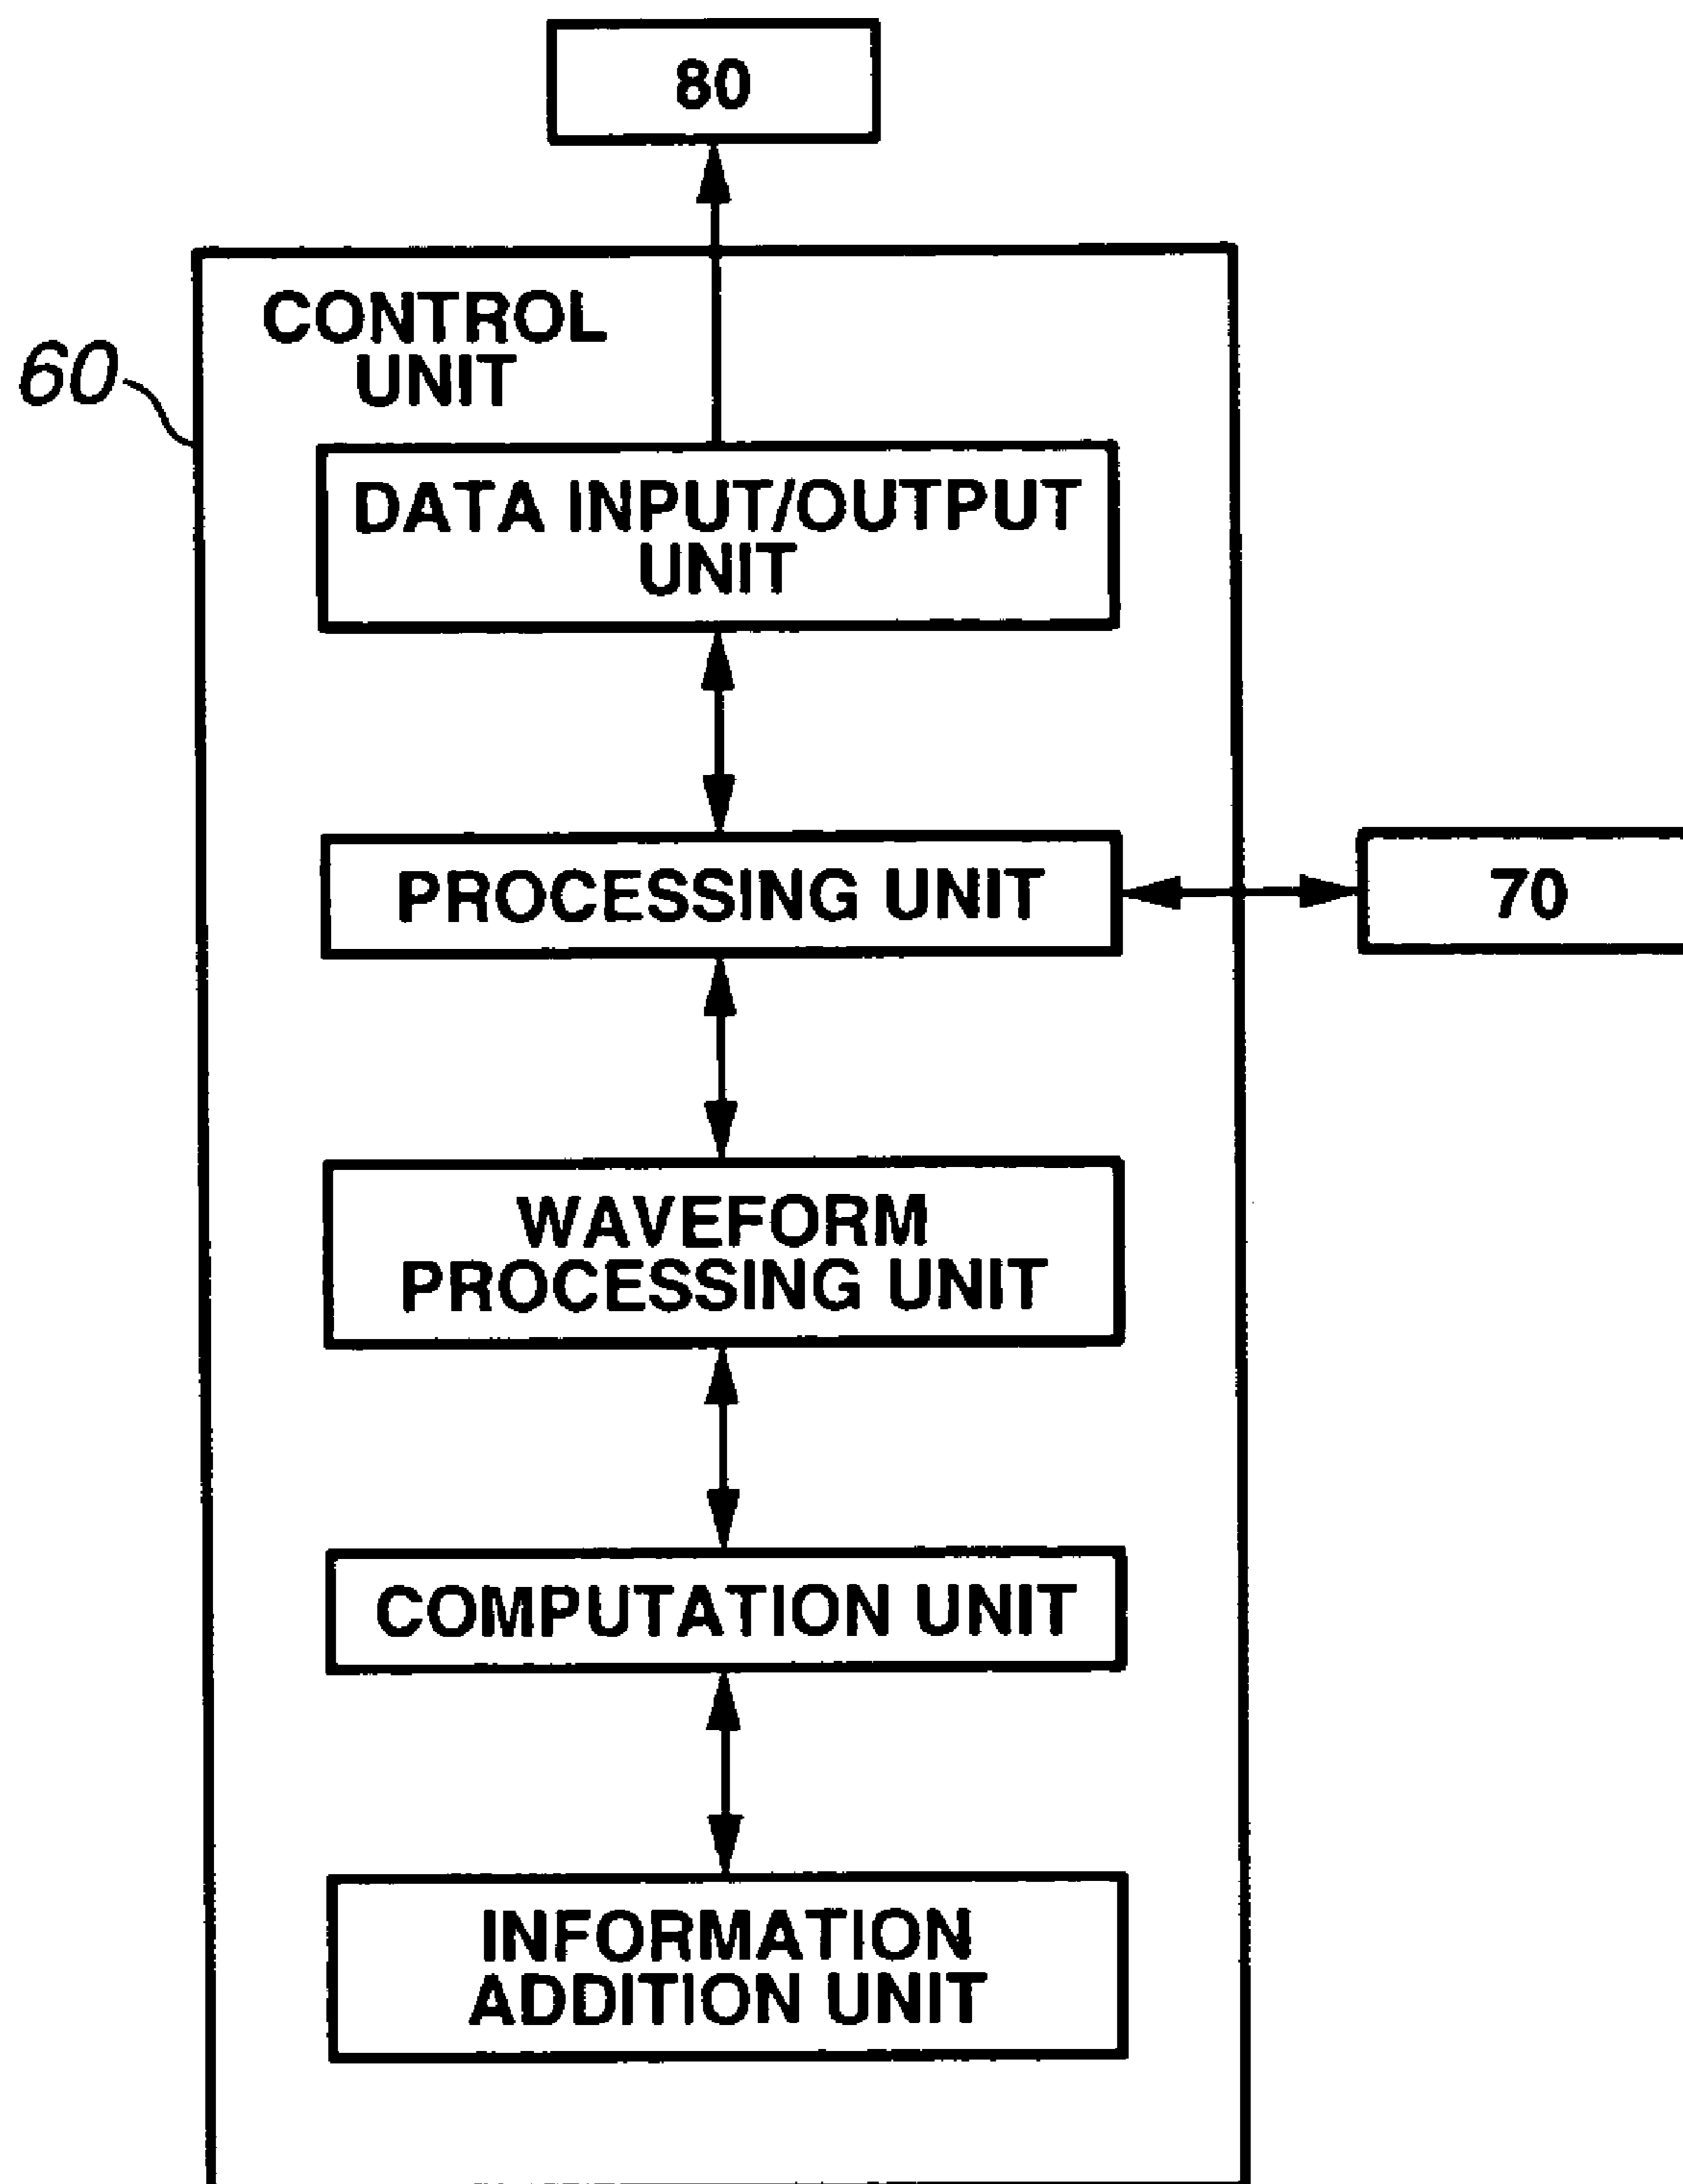 80
CONTROL
UNIT
60
DATA INPUT/OUTPUT
UNIT
PROCESSING UNIT
70
WAVEFORM
PROCESSING UNIT
COMPUTATION UNIT
INFORMATION
ADDITION UNIT